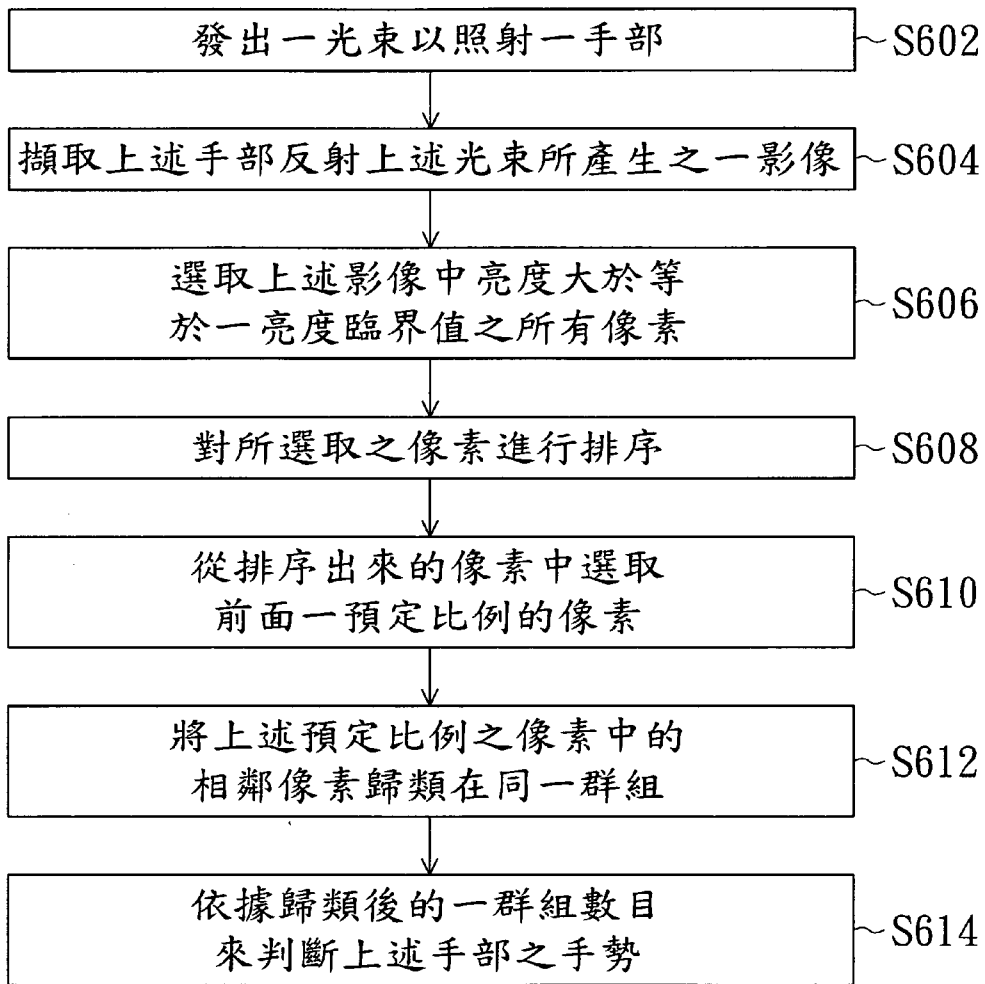 發出一光束以照射一手部
S602
擷取上述手部反射上述光束所產生之一影像
S604
選取上述影像中亮度大於等
於一亮度臨界值之所有像素
S606
對所選取之像素進行排序
S608
從排序出來的像素中選取
前面一預定比例的像素
S610
將上述預定比例之像素中的
相鄰像素歸類在同一群組
S612
依據歸類後的一群組數目
來判斷上述手部之手勢
S614